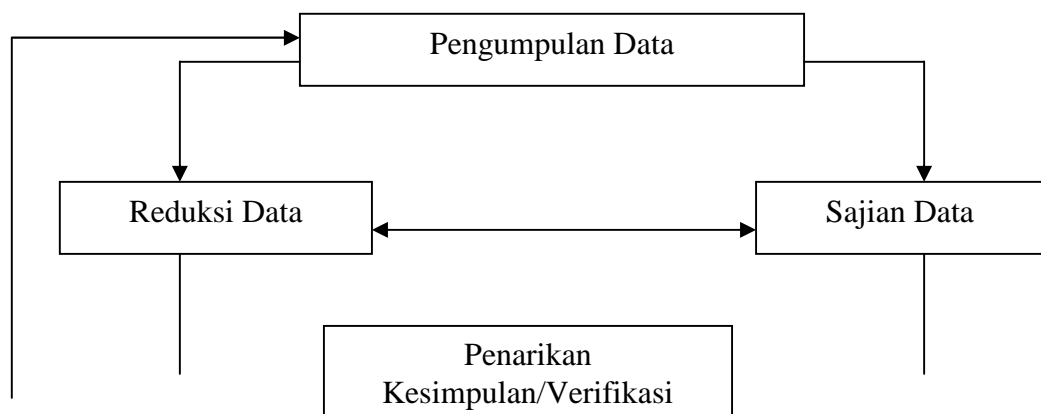 Pengumpulan Data
Reduksi Data
Sajian Data
Penarikan
Kesimpulan/Verifikasi